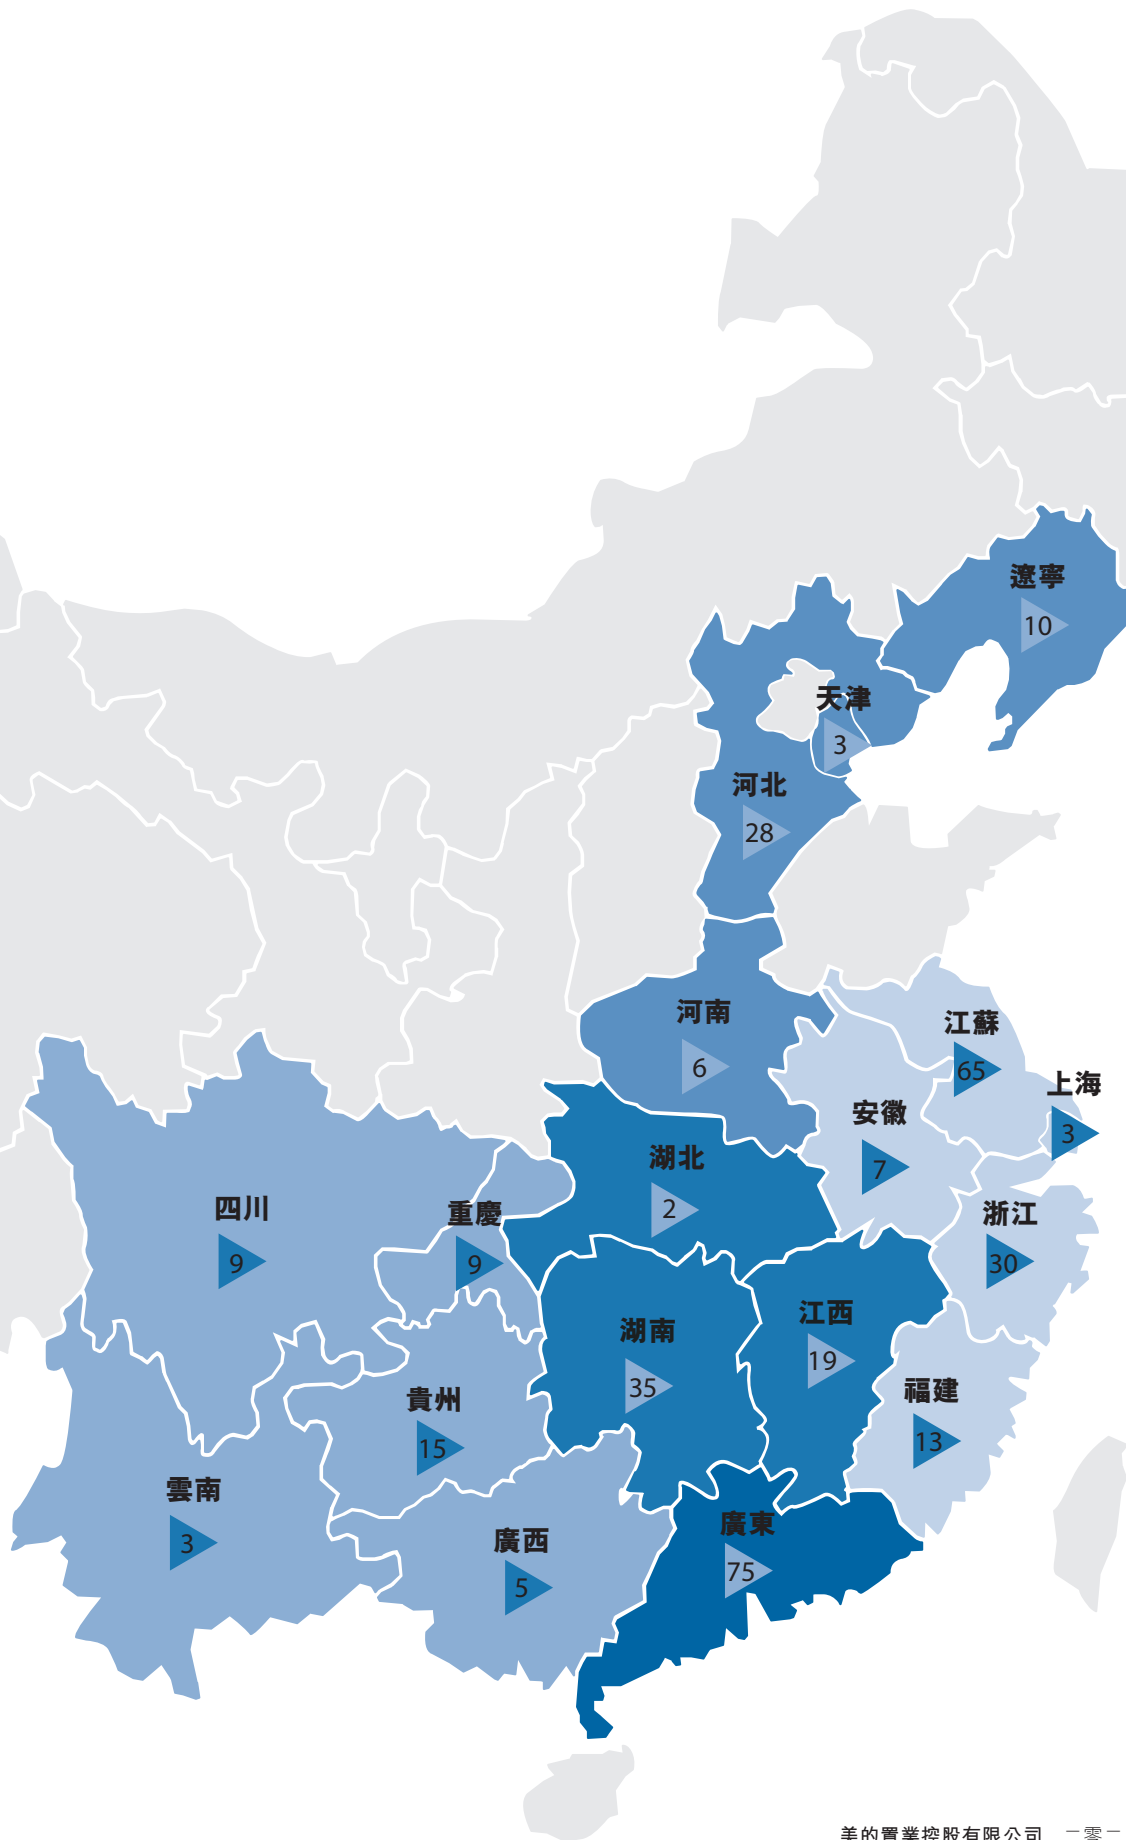 遼寧
10
天津
3
河北
28
河南
6
江蘇
65
上海
3
安徽
7
湖北
2
四川
9
重慶
9
浙江
30
江西
19
湖南
35
福建
13
貴州
15
雲南
3
廣東
75
廣西
5
美的置業控股有限公司 二零二